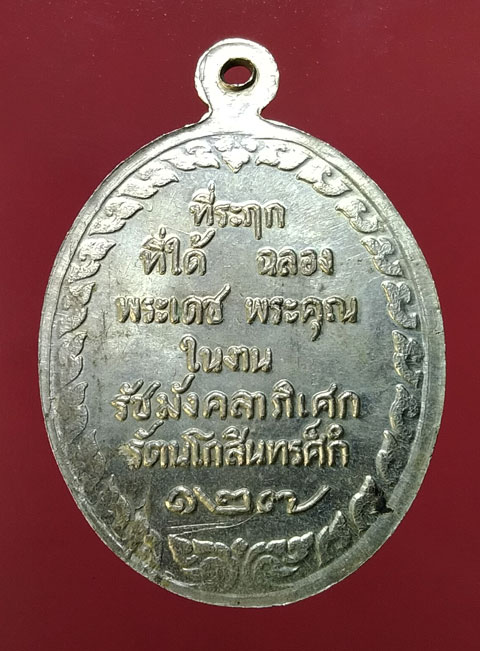 ที่ระฦก
ที่ได้ ฉลอง
พระเดช พระคุณ
ในงาน
รัชมังคลาภิเศก
รัตนโกสินทรศ๊ก
๑๒๗